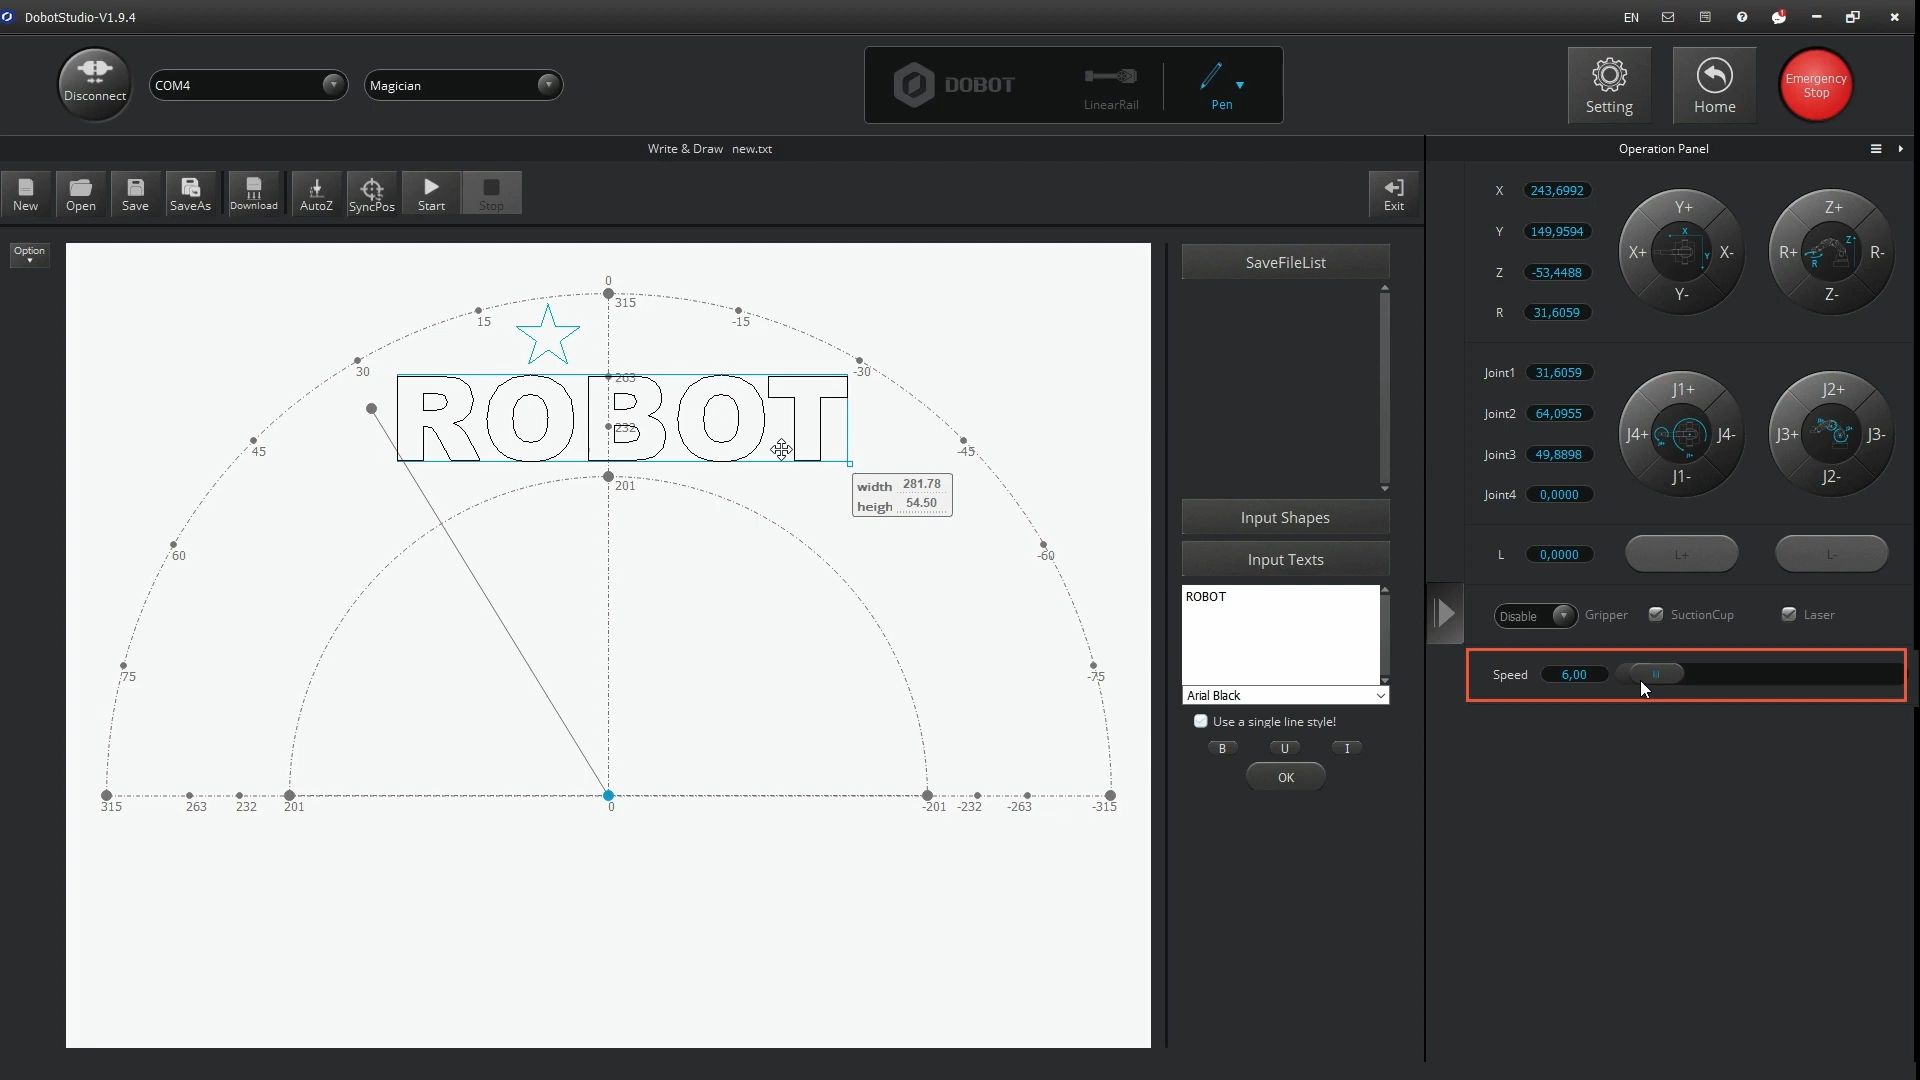 DobotStudio-V1.9.4
EN
Disconnect
COM4
Magician
DOBOT
LinearRail
Pen
Setting
Home
Emergency
Stop
Write & Draw new.txt
Operation Panel
New
Open
Save
SaveAs
Download
AutoZ
SyncPos
Start
Stop
Exit
Option
SaveFileList
Input Shapes
Input Texts
ROBOT
Arial Black
Use a single line style!
B U I
OK
0
315
15
-15
30
-30
263
ROBOT
232
45
-45
201
width 281.78
heigh 54.50
60
-60
75
-75
315 263 232 201 0 -201 -232 -263 -315
X 243,6992
Y 149,9594
Z -53,4488
R 31,6059
Y+
X+ X X-
Y
Y-
Z+
R+ Z R-
R
Z-
Joint1 31,6059
Joint2 64,0955
Joint3 49,8898
Joint4 0,0000
J1+
J4+ J4-
J1-
J2+
J3+ J3-
J2-
L 0,0000 L+ L-
Disable Gripper SuctionCup Laser
Speed 6,00